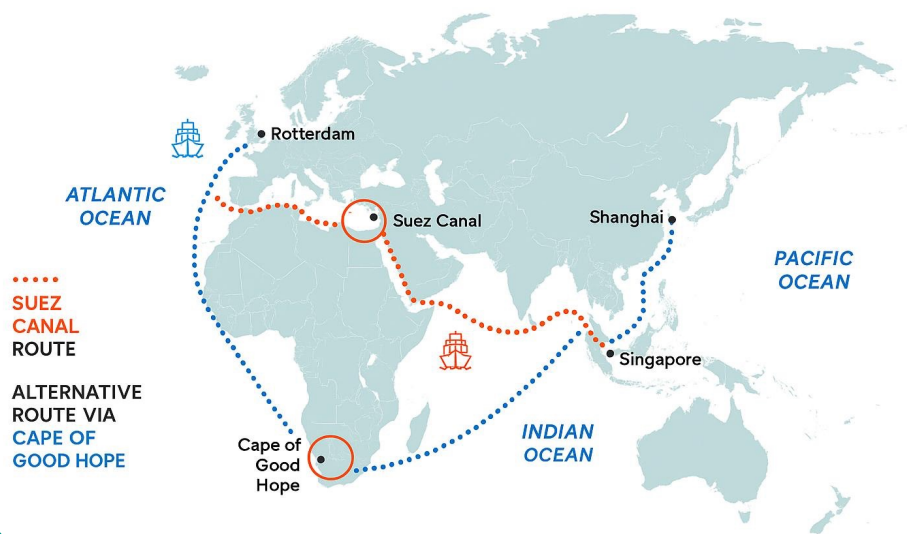 Rotterdam
ATLANTIC
OCEAN
Suez Canal
Shanghai
PACIFIC
OCEAN
SUEZ
CANAL
ROUTE
Singapore
ALTERNATIVE
ROUTE VIA
CAPE OF
GOOD HOPE
INDIAN
OCEAN
Cape of
Good
Hope